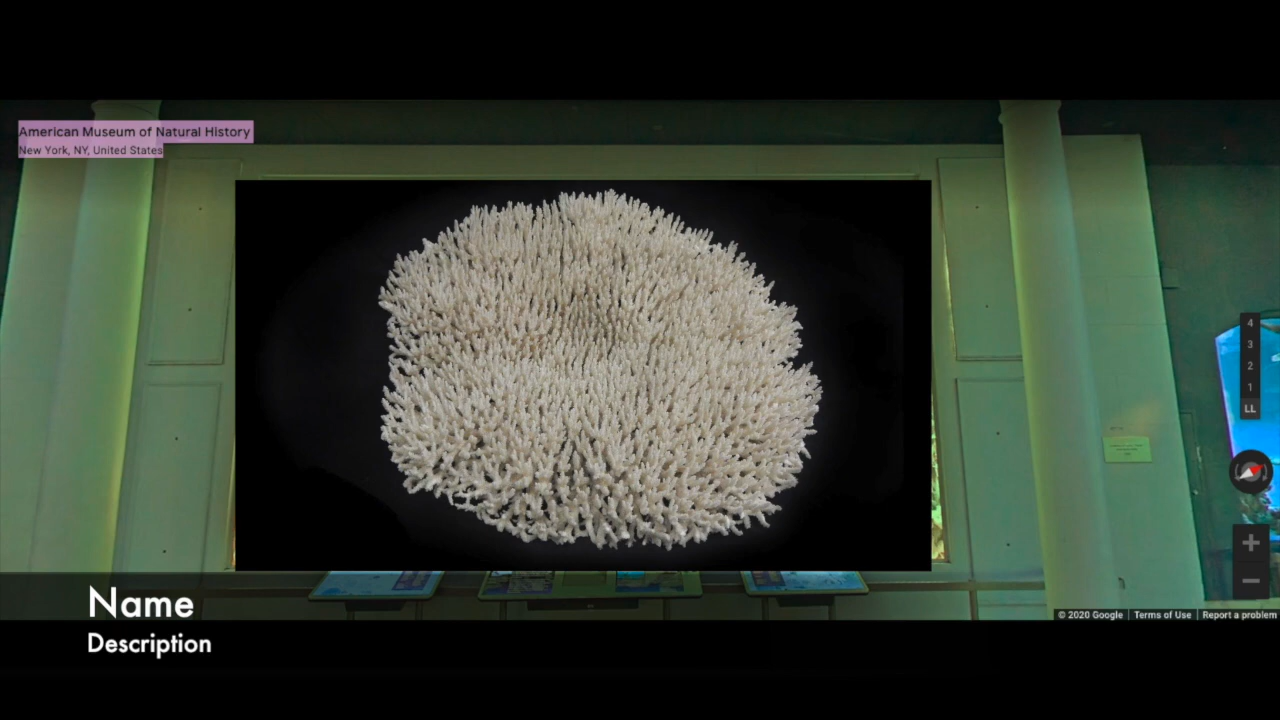 American Museum of Natural History
New York, NY, United States
4
3
2
1
LL
+
−
Name
Description
© 2020 Google
Terms of Use
Report a problem